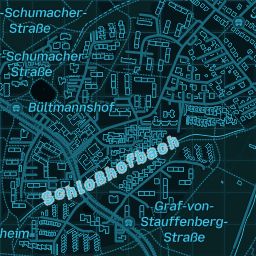 -Schumacher-
Straße
-Schumacher-
Straße
Bültmannshof
Schloßhofbach
Graf-von-
Stauffenberg-
Straße
heim